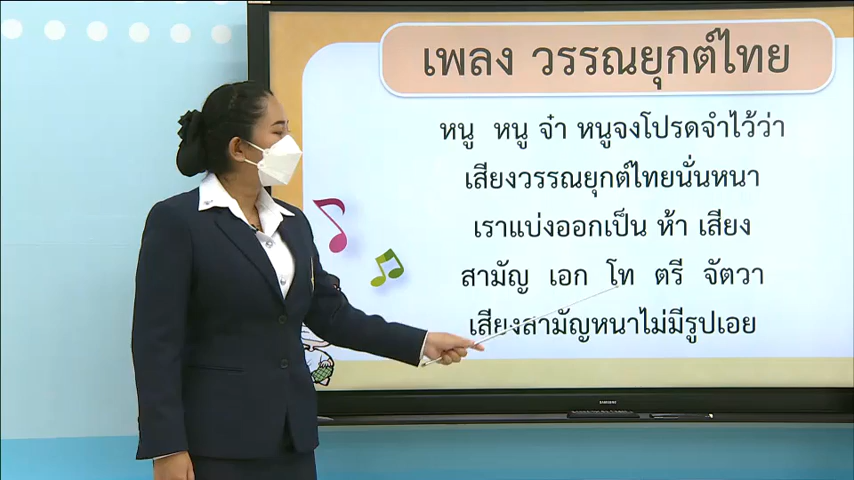 เพลง วรรณยุกต์ไทย
หนู หนู จ๋า หนูจงโปรดจำไว้ว่า
เสียงวรรณยุกต์ไทยนั่นหนา
เราแบ่งออกเป็น ห้า เสียง
สามัญ เอก โท ตรี จัตวา
เสียงสามัญหนาไม่มีรูปเอย
SAMSUNG